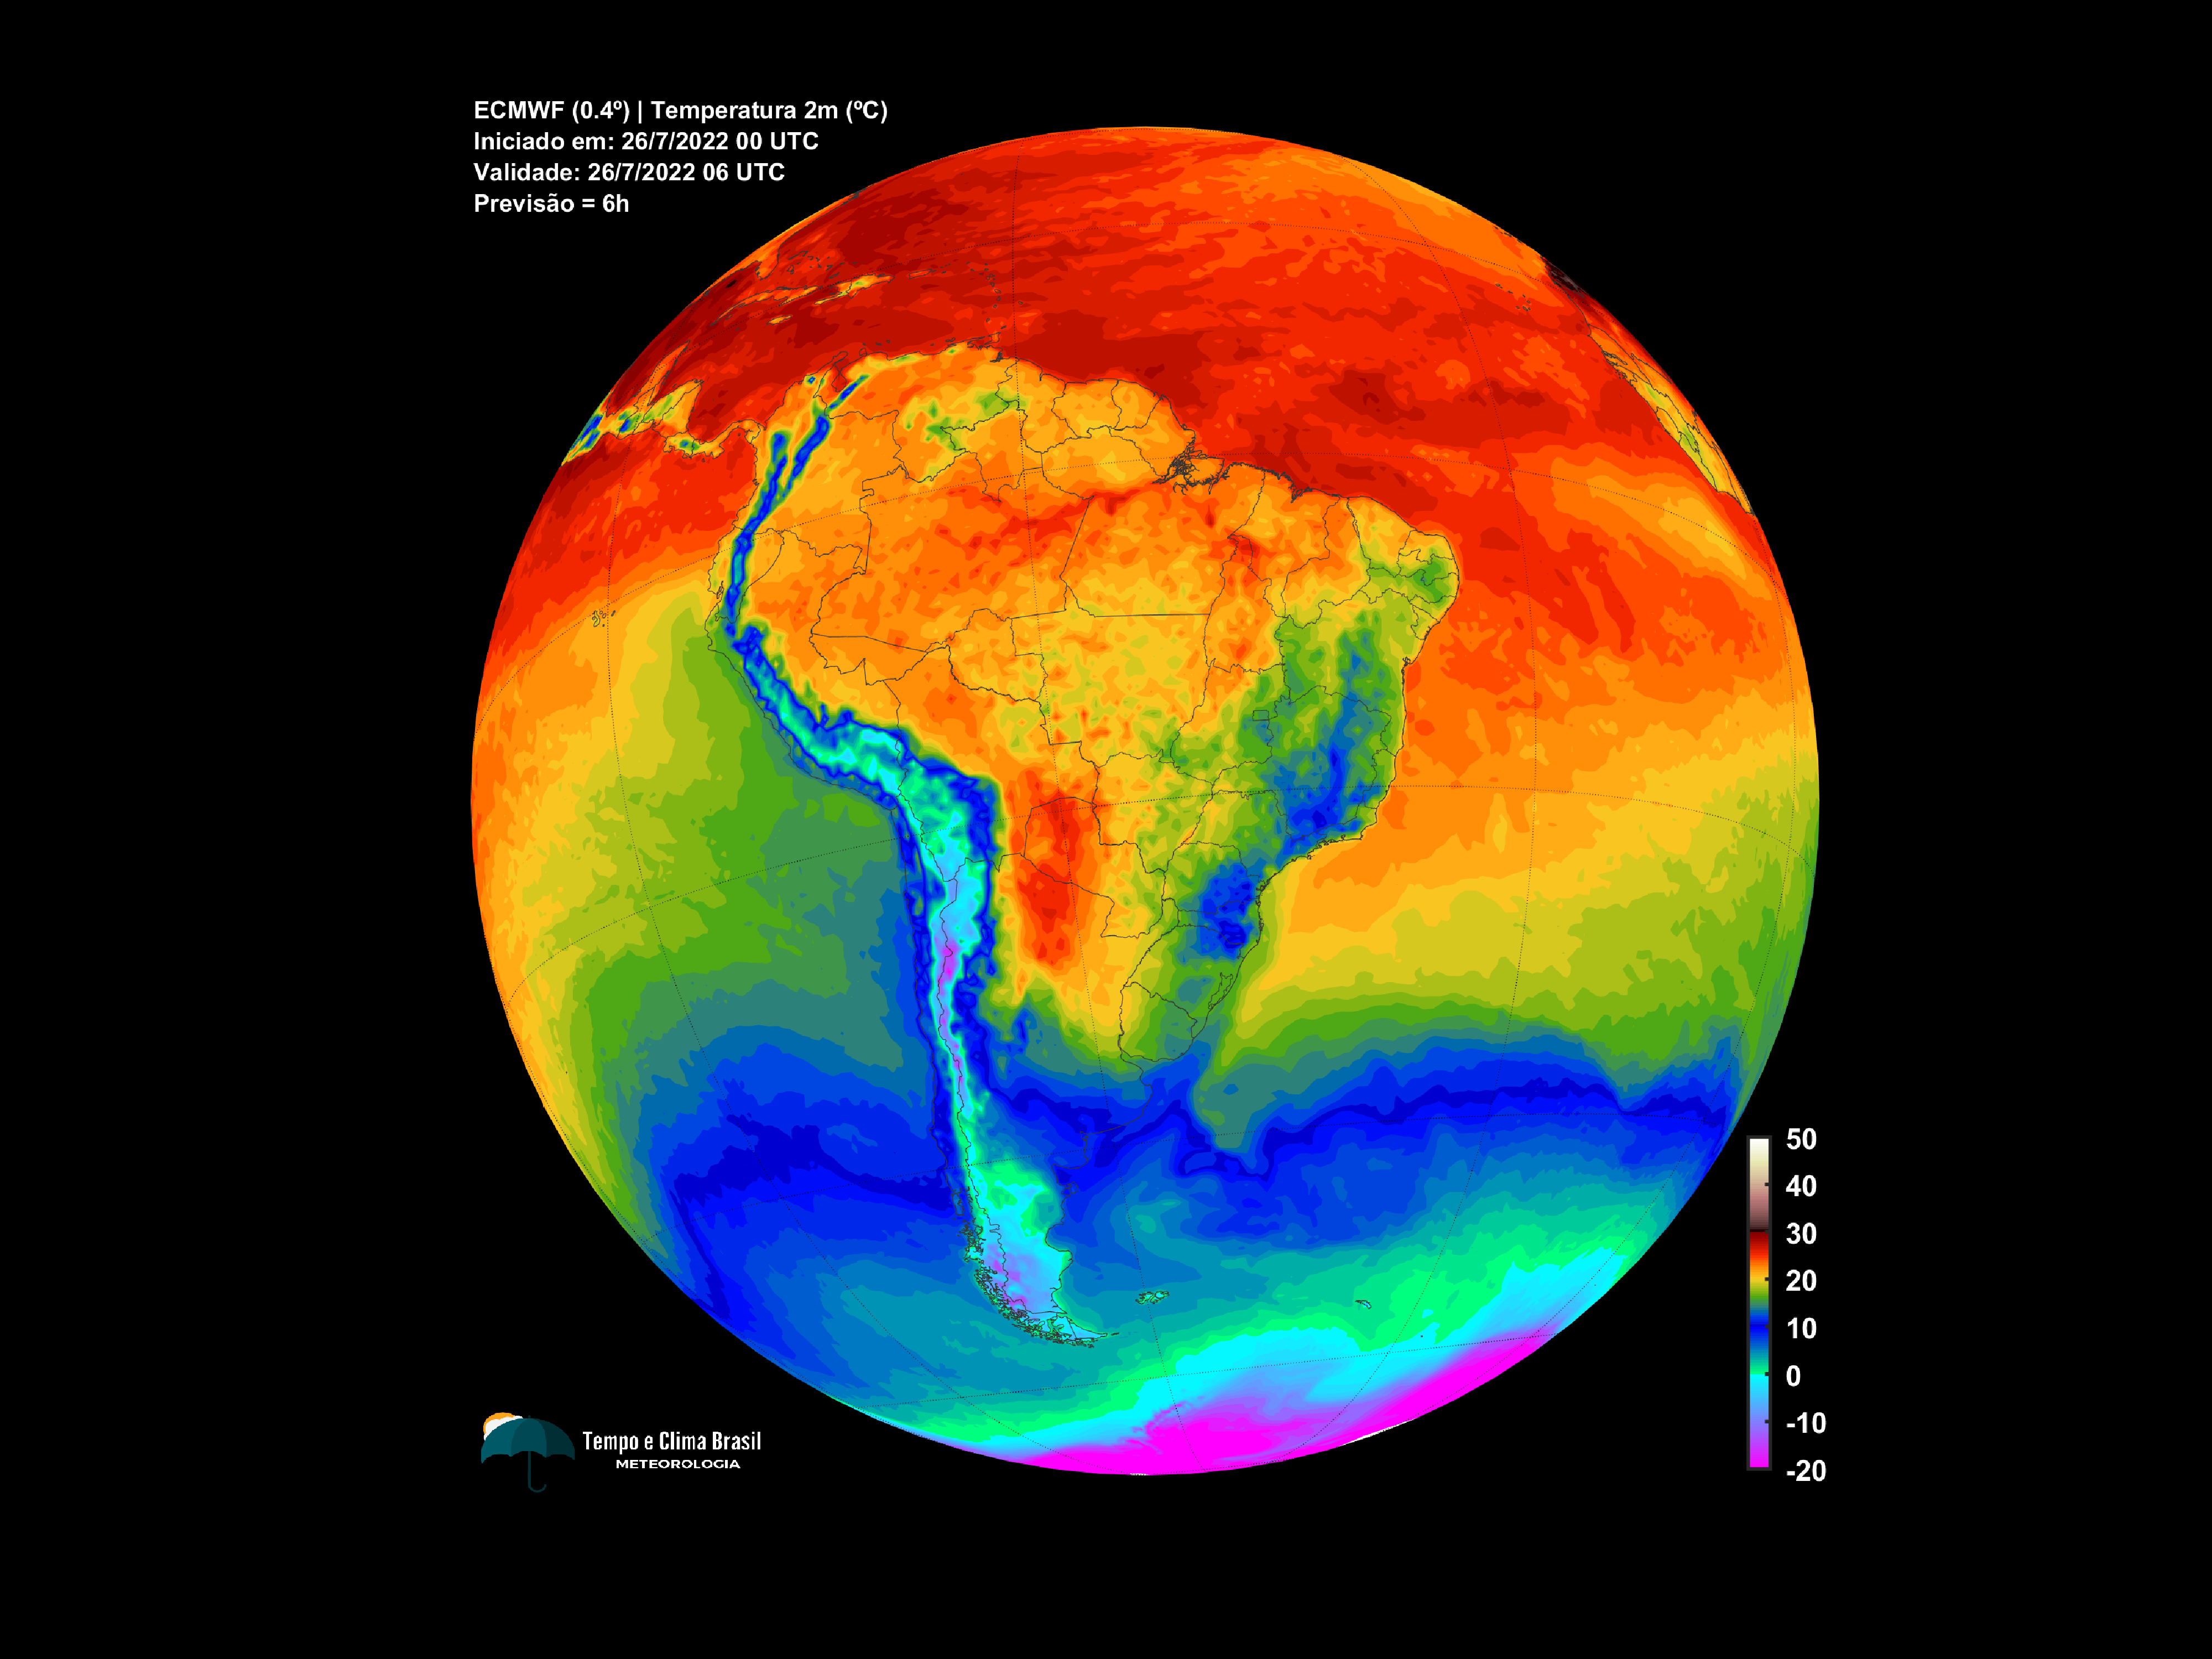 ECMWF (0.4º) | Temperatura 2m (ºC)
Iniciado em: 26/7/2022 00 UTC
Validade: 26/7/2022 06 UTC
Previsão = 6h
50
40
30
20
10
0
-10
-20
Tempo e Clima Brasil
METEOROLOGIA